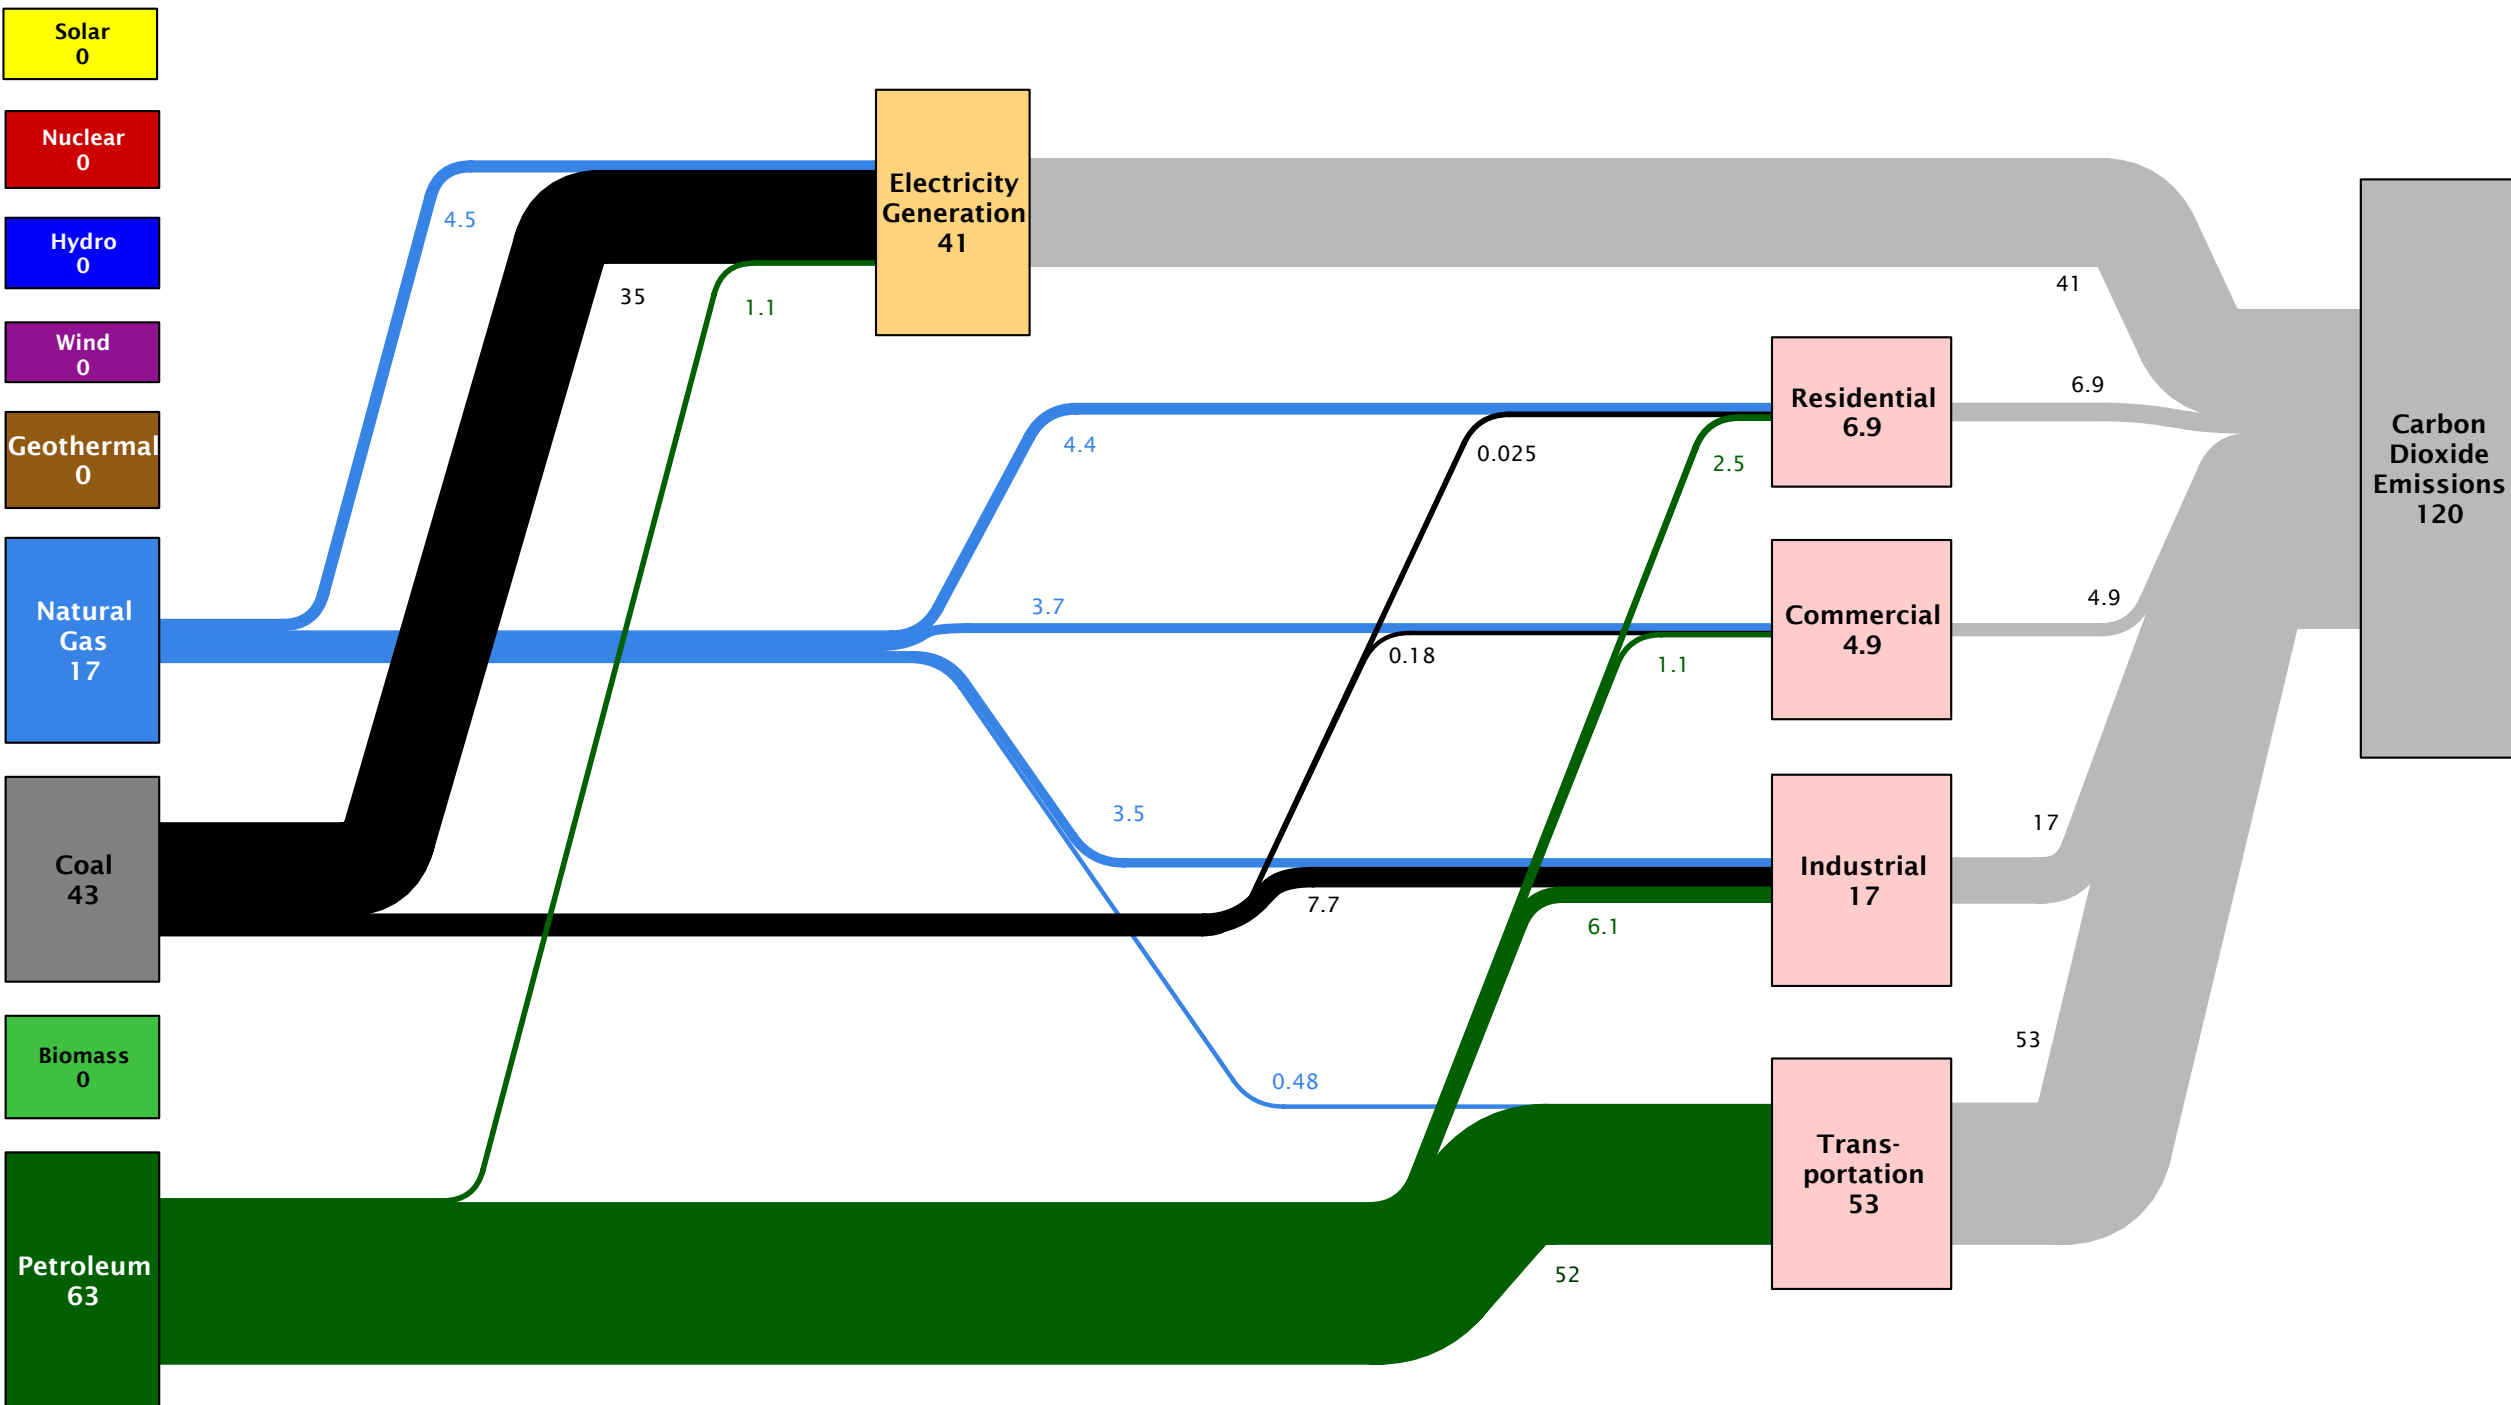 Solar
0
Nuclear
0
Hydro
0
Wind
0
Geothermal
0
Natural
Gas
17
Coal
43
Biomass
0
Petroleum
63
4.5
35
1.1
Electricity
Generation
41
4.4
3.7
3.5
0.48
0.025
0.18
7.7
2.5
1.1
6.1
52
Residential
6.9
Commercial
4.9
Industrial
17
Trans-
portation
53
41
6.9
4.9
17
53
Carbon
Dioxide
Emissions
120